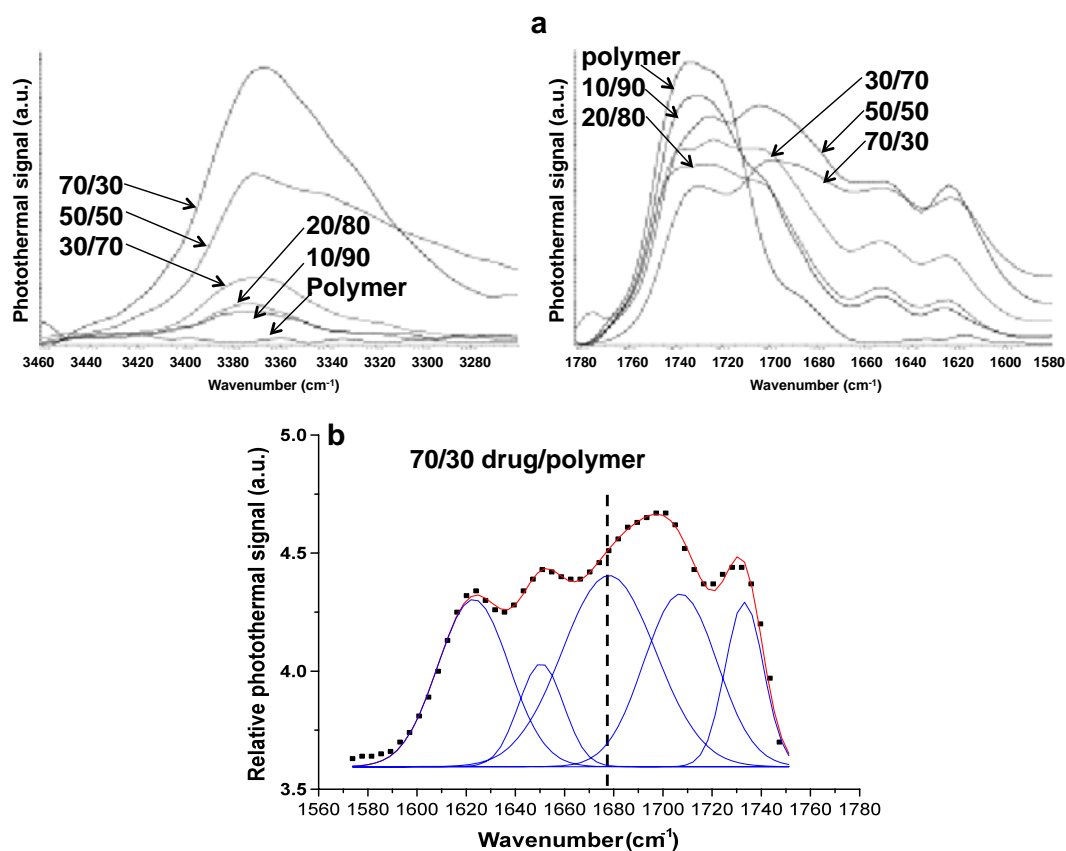 a
Photothermal signal (a.u.)
70/30
50/50
30/70
20/80
10/90
Polymer
3460 3400 3380 3360 3340 3320 3300 3280
Wavenumber (cm⁻¹)
Photothermal signal (a.u.)
polymer
10/90
20/80
30/70
50/50
70/30
1780 1760 1740 1720 1700 1680 1660 1640 1620 1600 1580
Wavenumber (cm⁻¹)
b
70/30 drug/polymer
Relative photothermal signal (a.u.)
5.0
4.5
4.0
3.5
1560 1580 1600 1620 1640 1660 1680 1700 1720 1740 1760 1780
Wavenumber (cm⁻¹)